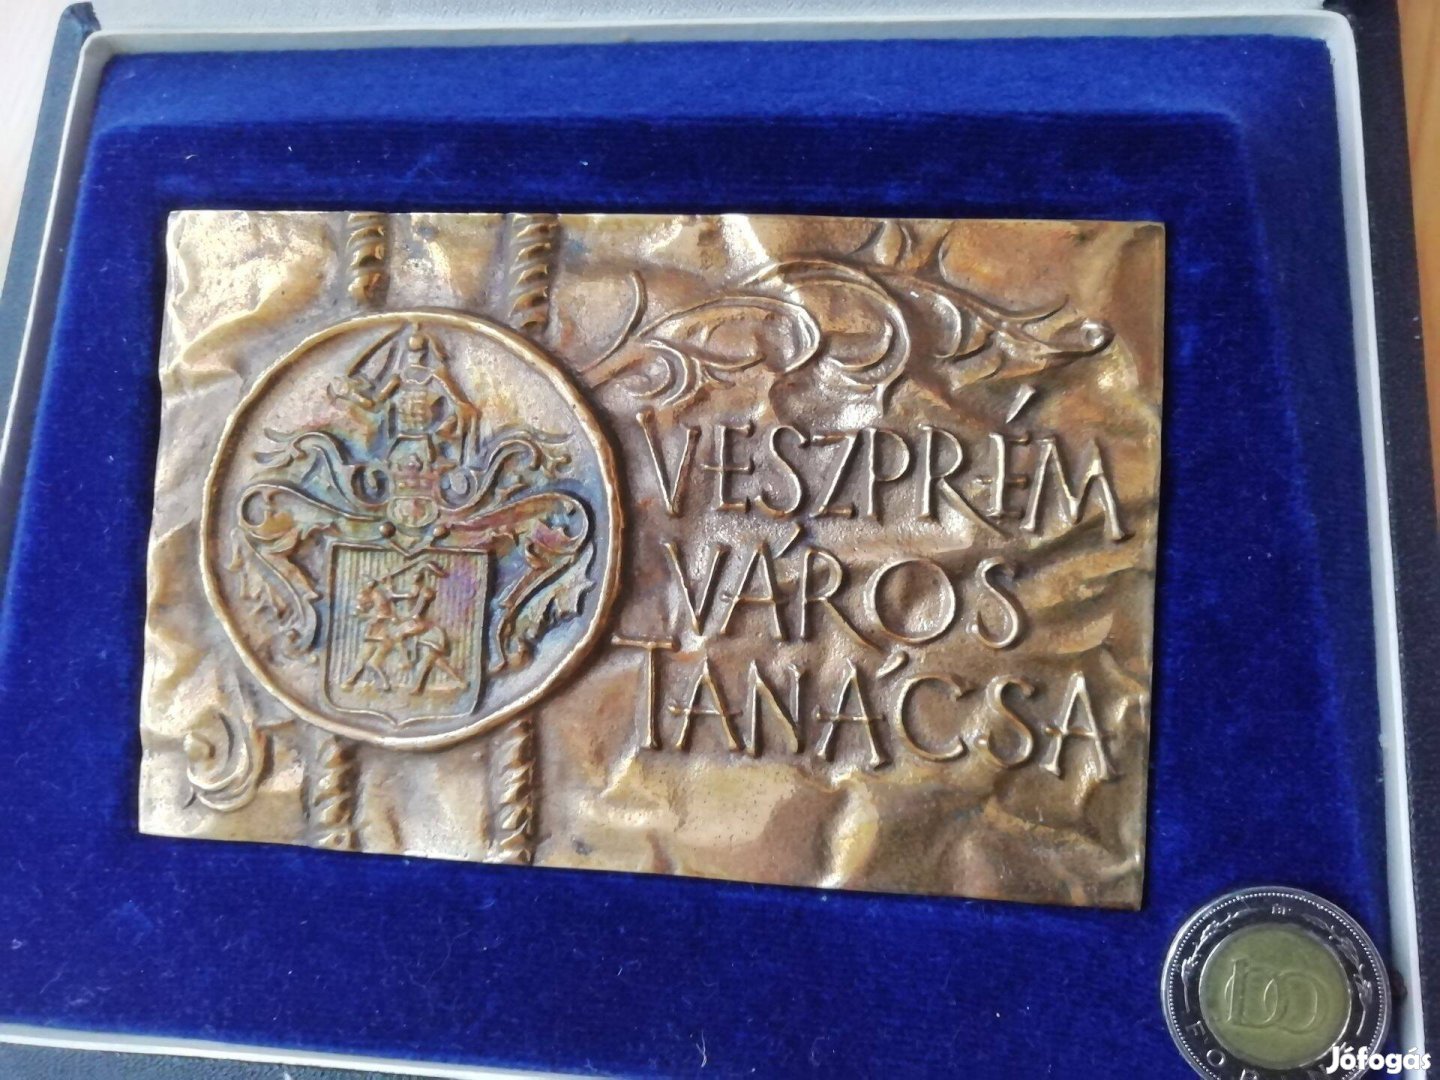 VESZPRÉM
VÁROS
TANÁCSA
100
Jófogás